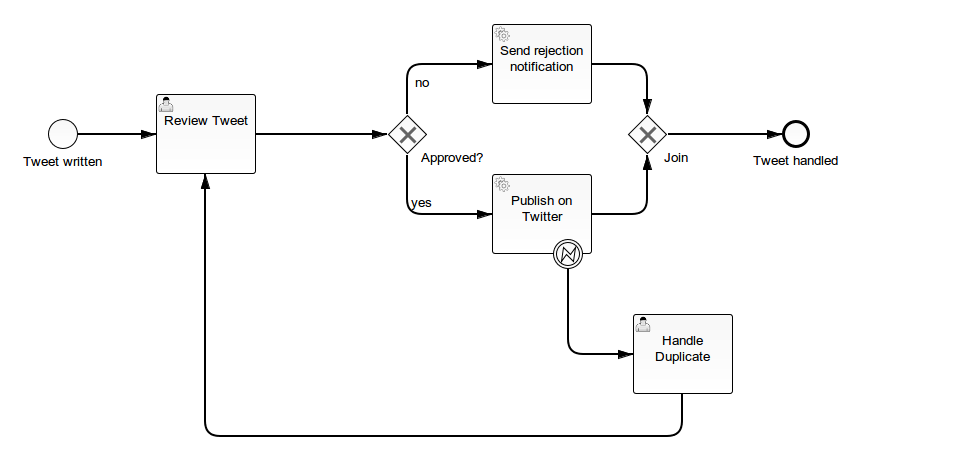 Send rejection
notification
no
Review Tweet
Tweet written
Approved?
Join
Tweet handled
yes
Publish on
Twitter
Handle
Duplicate